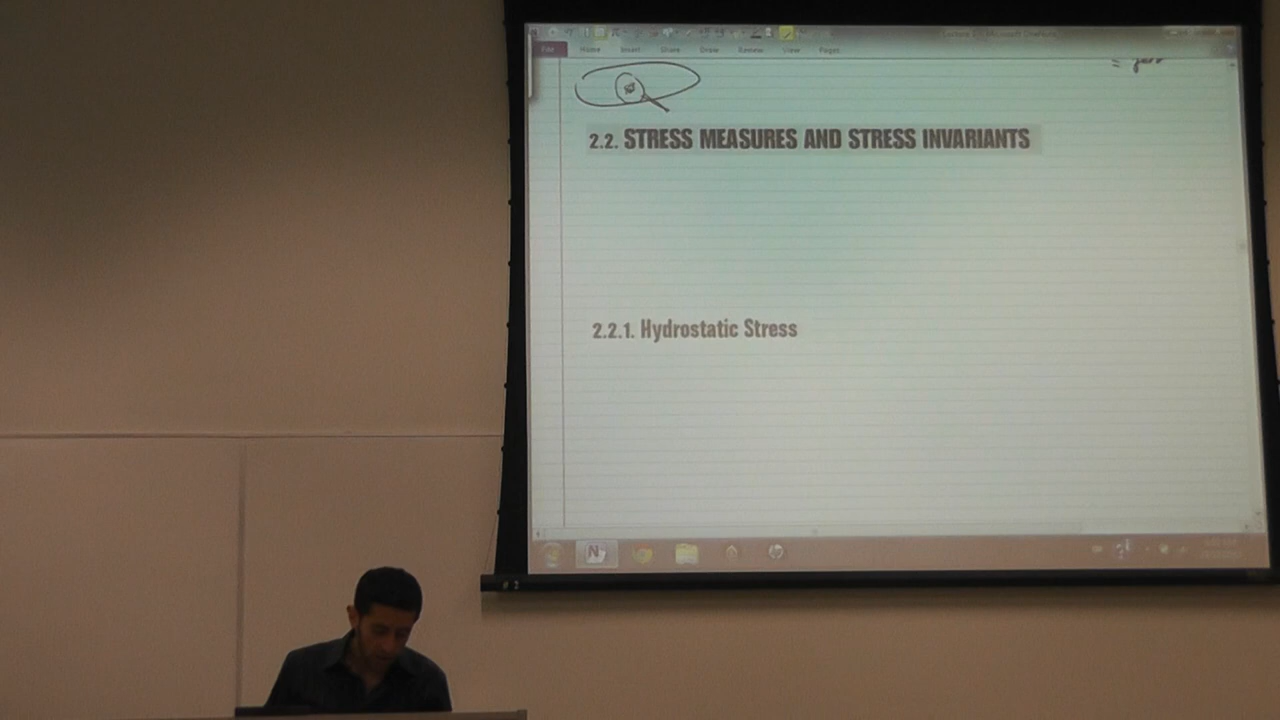 File Home Insert Share Draw Review View Pages
2.2. STRESS MEASURES AND STRESS INVARIANTS
2.2.1. Hydrostatic Stress
N
hp